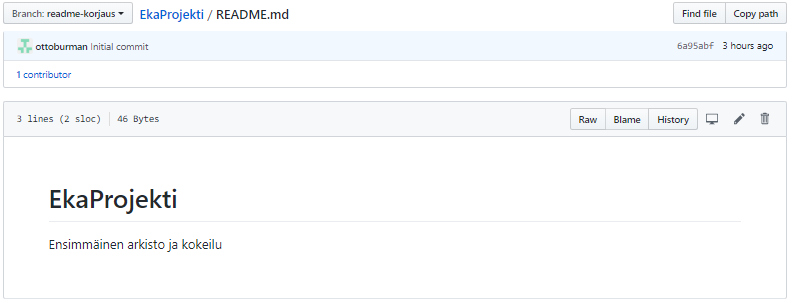 Branch: readme-korjaus EkaProjekti / README.md Find file Copy path
ottoburman Initial commit 6a95abf 3 hours ago
1 contributor
3 lines (2 sloc) 46 Bytes Raw Blame History
EkaProjekti
Ensimmäinen arkisto ja kokeilu